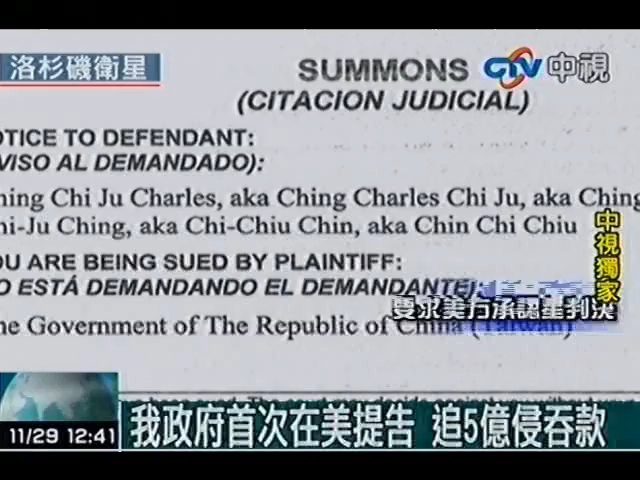 洛杉磯衛星
SUMMONS
CTV中視
(CITACION JUDICIAL)
OTICE TO DEFENDANT:
VISO AL DEMANDADO):
hing Chi Ju Charles, aka Ching Charles Chi Ju, aka Ching
hi-Ju Ching, aka Chi-Chiu Chin, aka Chin Chi Chiu
中視獨家
OU ARE BEING SUED BY PLAINTIFF:
O ESTÁ DEMANDANDO EL DEMANDANTE):
要求美方承認星判決
he Government of The Republic of China (Taiwan)
我政府首次在美提告 追5億侵吞款
11/29 12:41